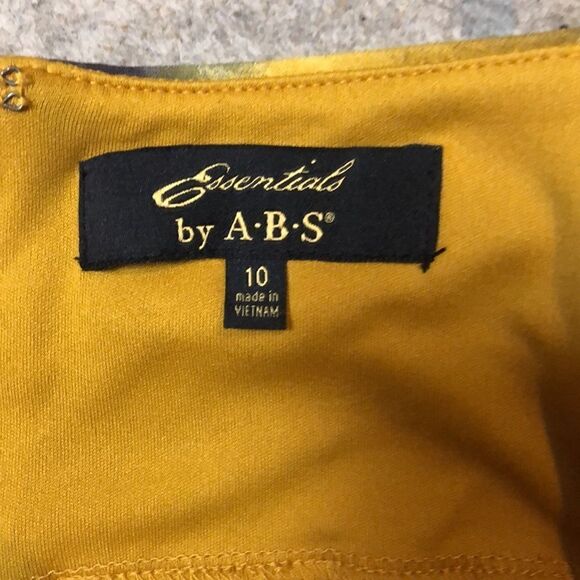 Essentials
by A·B·S®
10
made in
VIETNAM